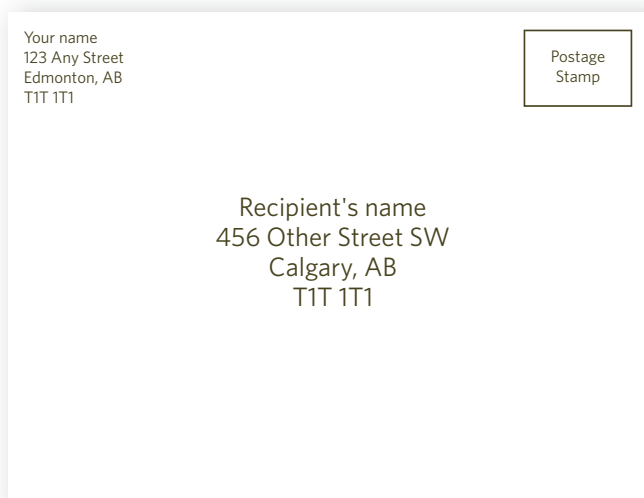 Your name
123 Any Street
Edmonton, AB
T1T 1T1
Postage
Stamp
Recipient's name
456 Other Street SW
Calgary, AB
T1T 1T1